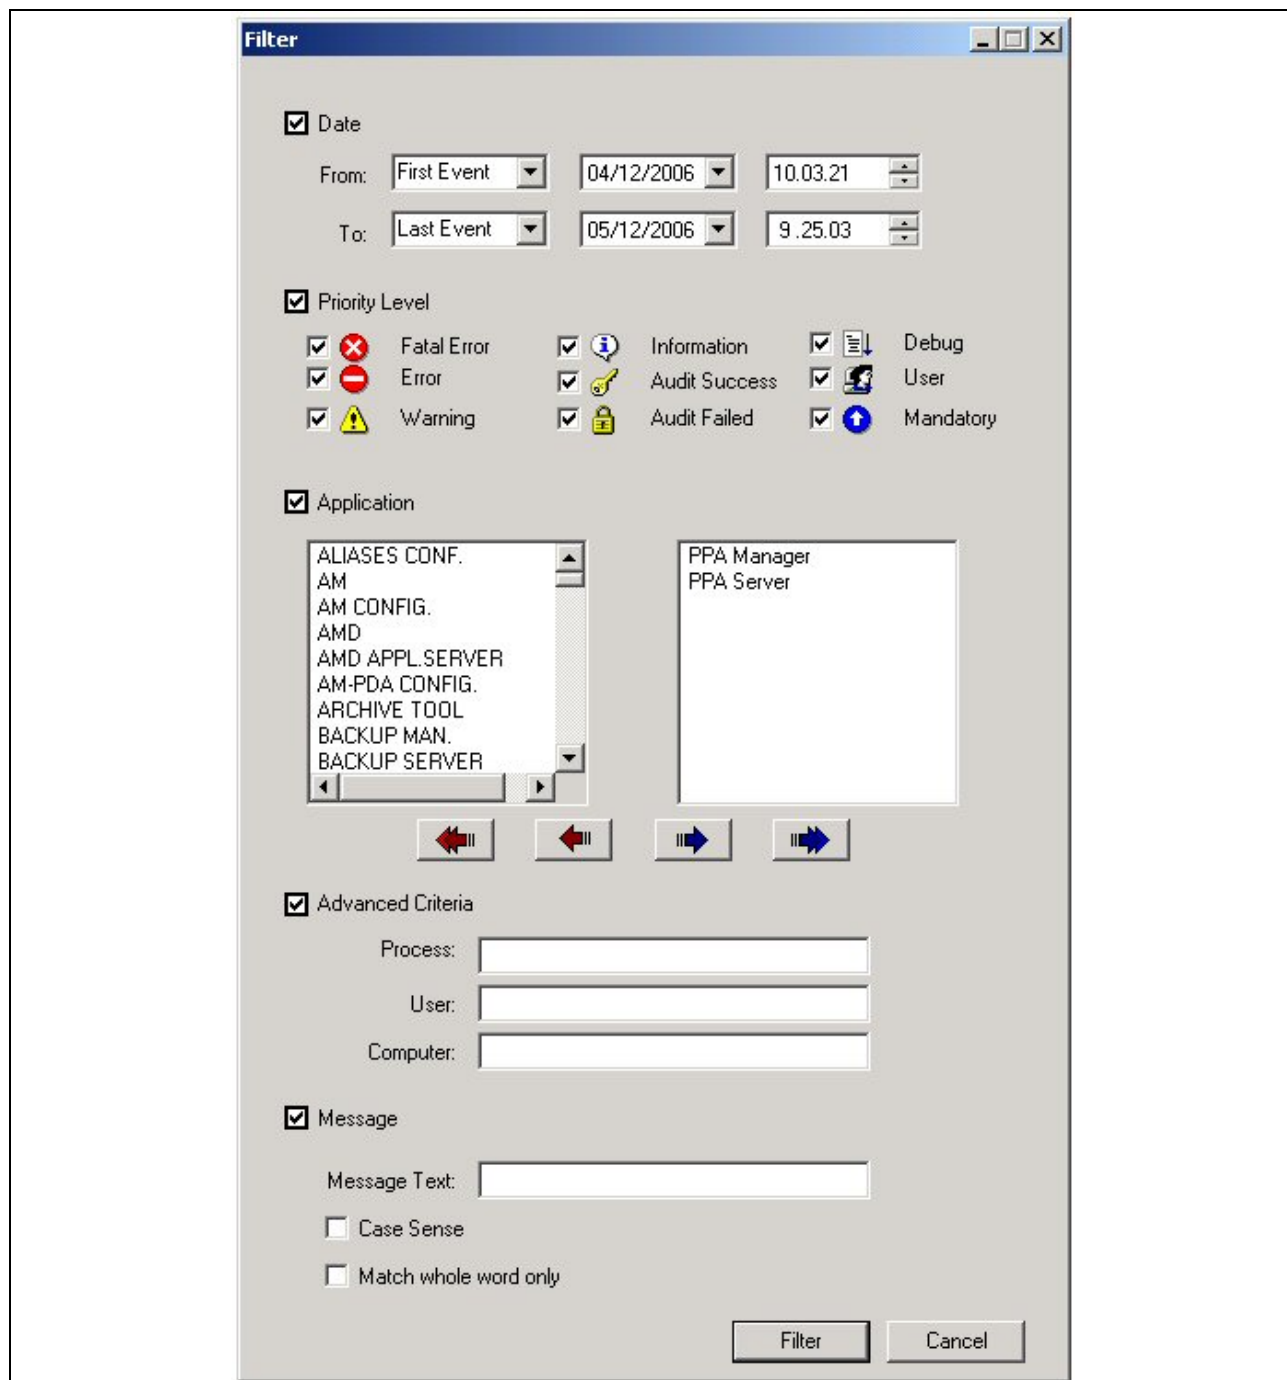 Filter
Date
From: First Event 04/12/2006 10.03.21
To: Last Event 05/12/2006 9 .25.03
Priority Level
Fatal Error Information Debug
Error Audit Success User
Warning Audit Failed Mandatory
Application
ALIASES CONF.
AM
AM CONFIG.
AMD
AMD APPL.SERVER
AM-PDA CONFIG.
ARCHIVE TOOL
BACKUP MAN.
BACKUP SERVER
PPA Manager
PPA Server
Advanced Criteria
Process:
User:
Computer:
Message
Message Text:
Case Sense
Match whole word only
Filter Cancel